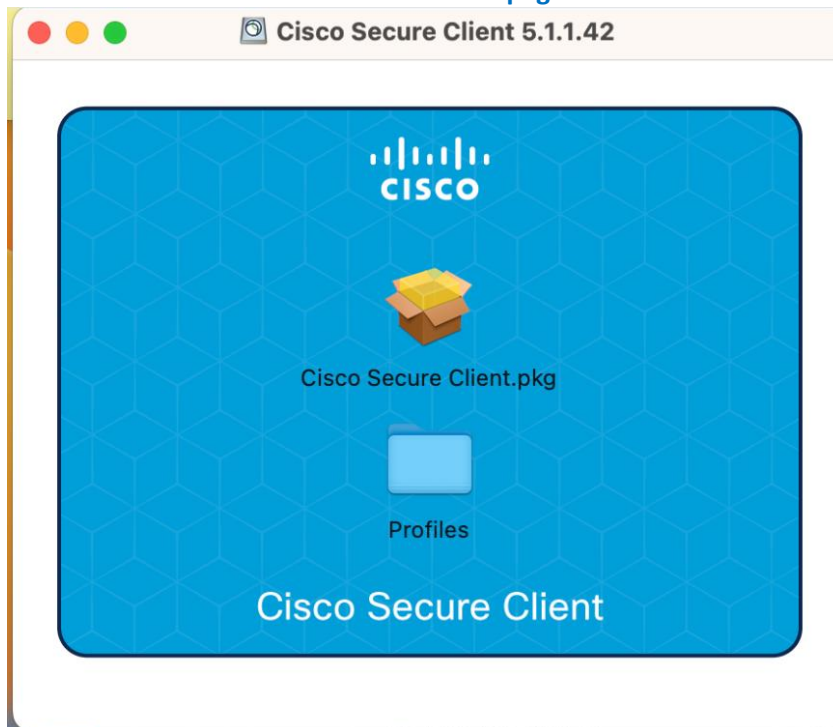 Cisco Secure Client 5.1.1.42
CISCO
Cisco Secure Client.pkg
Profiles
Cisco Secure Client